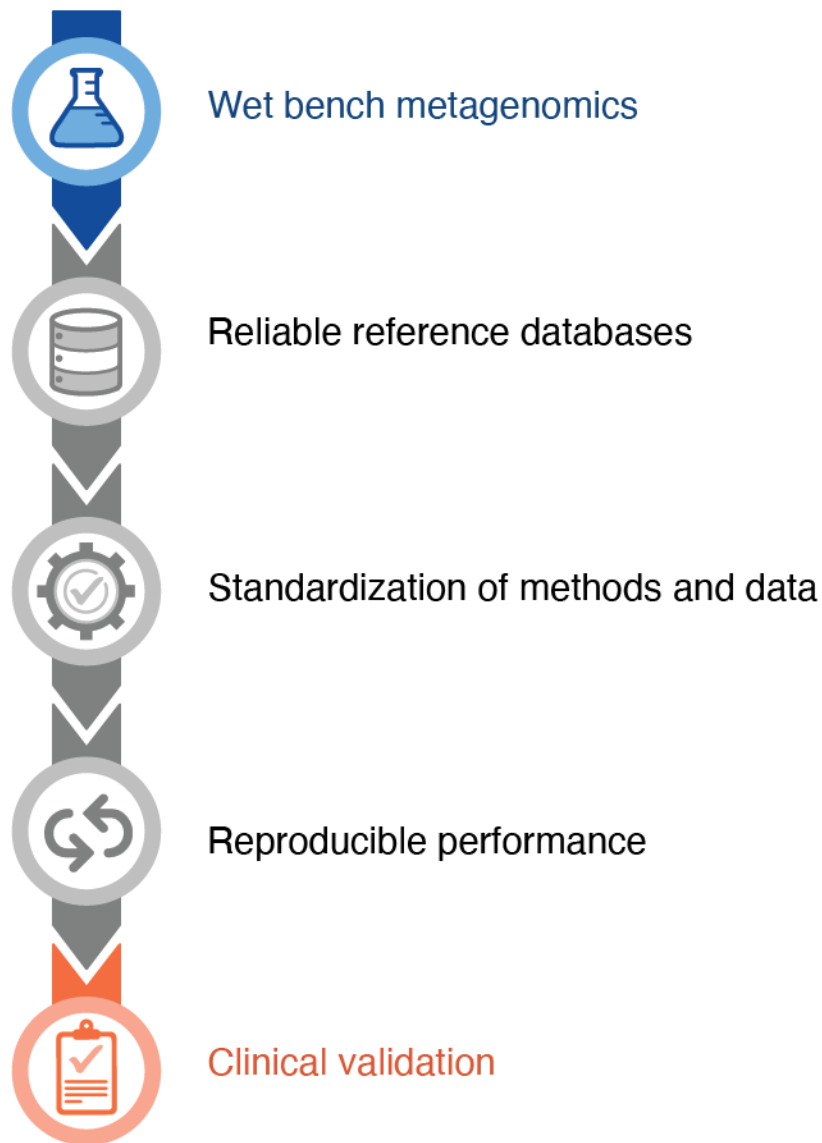 Wet bench metagenomics
Reliable reference databases
Standardization of methods and data
Reproducible performance
Clinical validation